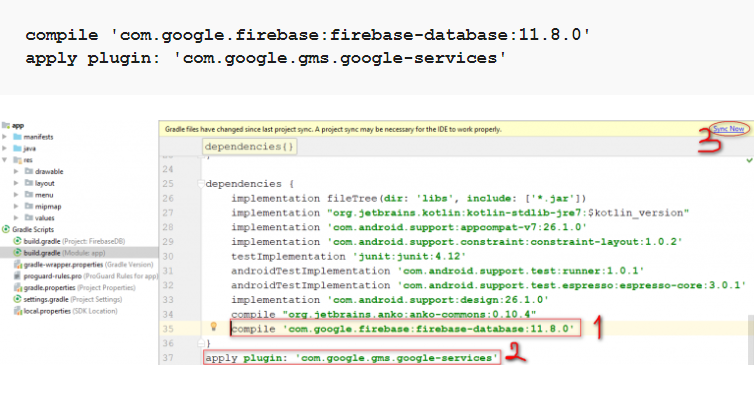 compile 'com.google.firebase:firebase-database:11.8.0'
apply plugin: 'com.google.gms.google-services'
app
manifests
java
res
drawable
layout
menu
mipmap
values
Gradle Scripts
build.gradle (Project: FirebaseDB)
build.gradle (Module: app)
gradle-wrapper.properties (Gradle Version)
proguard-rules.pro (ProGuard Rules for app)
gradle.properties (Project Properties)
settings.gradle (Project Settings)
local.properties (SDK Location)
Gradle files have changed since last project sync. A project sync may be necessary for the IDE to work properly. Sync Now
3
dependencies{}
24
25 dependencies {
26 implementation fileTree(dir: 'libs', include: ['*.jar'])
27 implementation "org.jetbrains.kotlin:kotlin-stdlib-jre7:$kotlin_version"
28 implementation 'com.android.support:appcompat-v7:26.1.0'
29 implementation 'com.android.support.constraint:constraint-layout:1.0.2'
30 testImplementation 'junit:junit:4.12'
31 androidTestImplementation 'com.android.support.test:runner:1.0.1'
32 androidTestImplementation 'com.android.support.test.espresso:espresso-core:3.0.1'
33 implementation 'com.android.support:design:26.1.0'
34 compile "org.jetbrains.anko:anko-commons:0.10.4"
35 compile 'com.google.firebase:firebase-database:11.8.0' 1
36 }
37 apply plugin: 'com.google.gms.google-services' 2